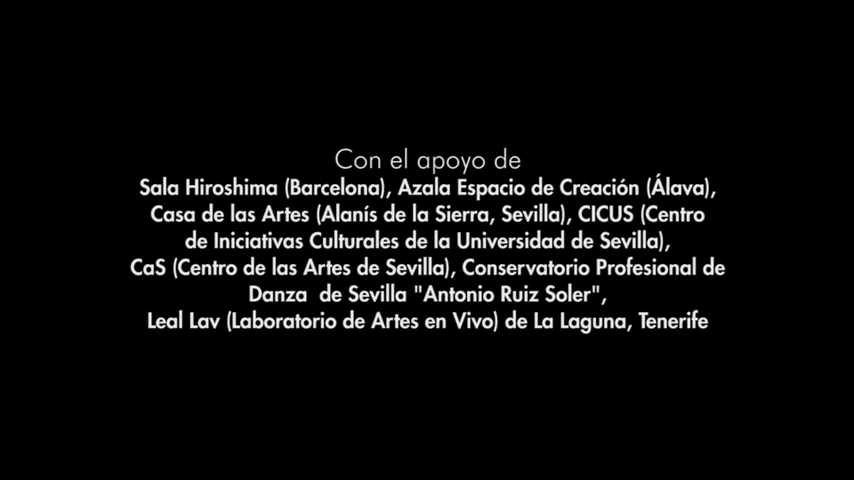 Con el apoyo de
Sala Hiroshima (Barcelona), Azala Espacio de Creación (Álava),
Casa de las Artes (Alanís de la Sierra, Sevilla), CICUS (Centro
de Iniciativas Culturales de la Universidad de Sevilla),
CaS (Centro de las Artes de Sevilla), Conservatorio Profesional de
Danza  de Sevilla "Antonio Ruiz Soler",
Leal Lav (Laboratorio de Artes en Vivo) de La Laguna, Tenerife